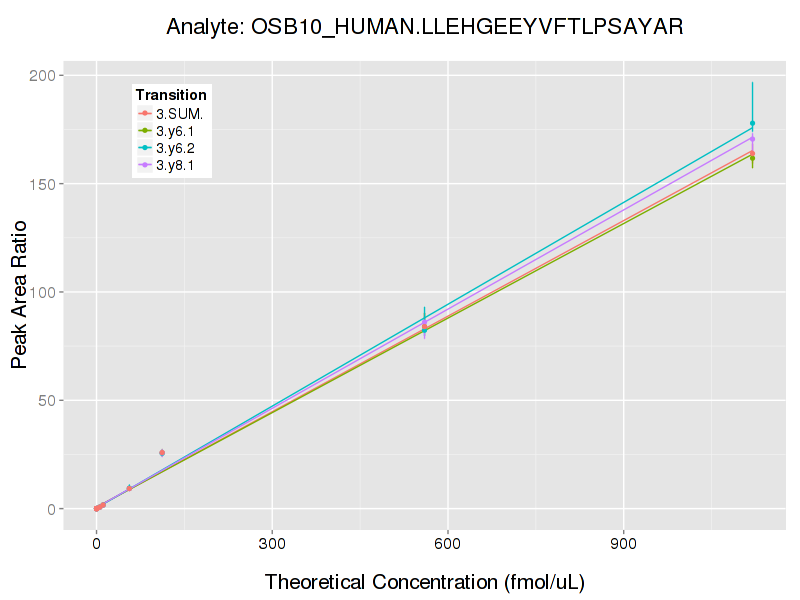 Analyte: OSB10_HUMAN.LLEHGEEYVFTLPSAYAR
Transition
3.SUM.
3.y6.1
3.y6.2
3.y8.1
Peak Area Ratio
200
150
100
50
0
0 300 600 900
Theoretical Concentration (fmol/uL)